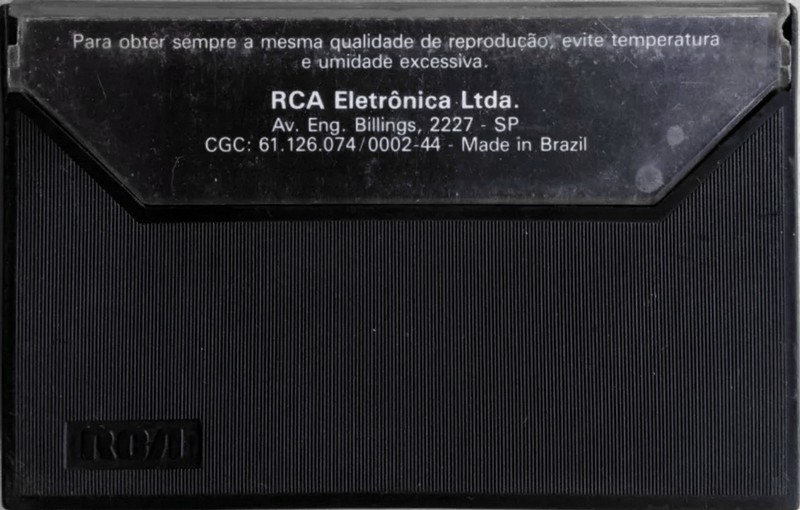 Para obter sempre a mesma qualidade de reprodução, evite temperatura
e umidade excessiva.
RCA Eletrônica Ltda.
Av. Eng. Billings, 2227 - SP
CGC: 61.126.074/0002-44 - Made in Brazil
RCA